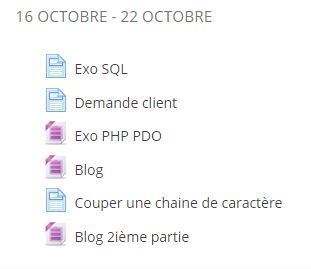 16 OCTOBRE - 22 OCTOBRE
Exo SQL
Demande client
Exo PHP PDO
Blog
Couper une chaine de caractère
Blog 2ième partie